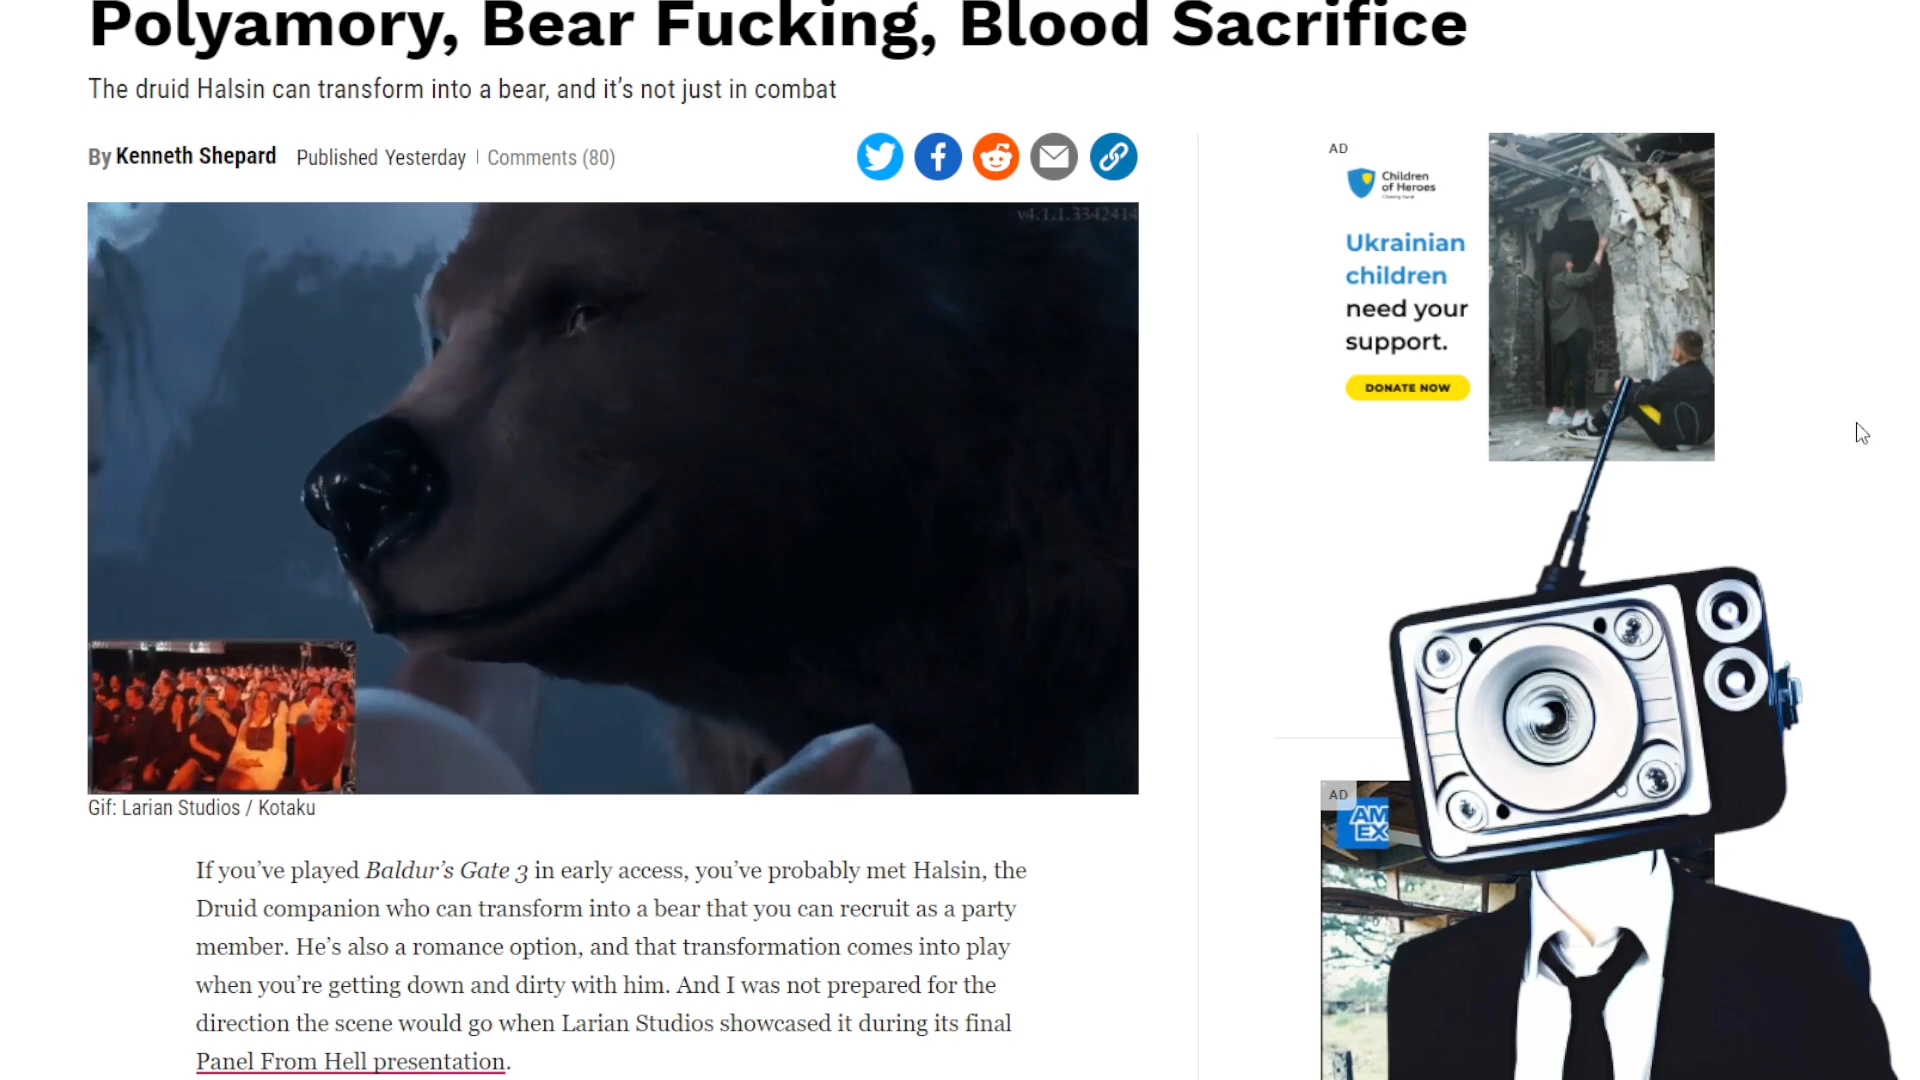 Polyamory, Bear Fucking, Blood Sacrifice
The druid Halsin can transform into a bear, and it’s not just in combat
By Kenneth Shepard Published Yesterday | Comments (80)
v4.1.1.3342414
Gif: Larian Studios / Kotaku
If you’ve played Baldur’s Gate 3 in early access, you’ve probably met Halsin, the
Druid companion who can transform into a bear that you can recruit as a party
member. He’s also a romance option, and that transformation comes into play
when you’re getting down and dirty with him. And I was not prepared for the
direction the scene would go when Larian Studios showcased it during its final
Panel From Hell presentation.
AD
Children
of Heroes
Ukrainian
children
need your
support.
DONATE NOW
AD
AM
EX